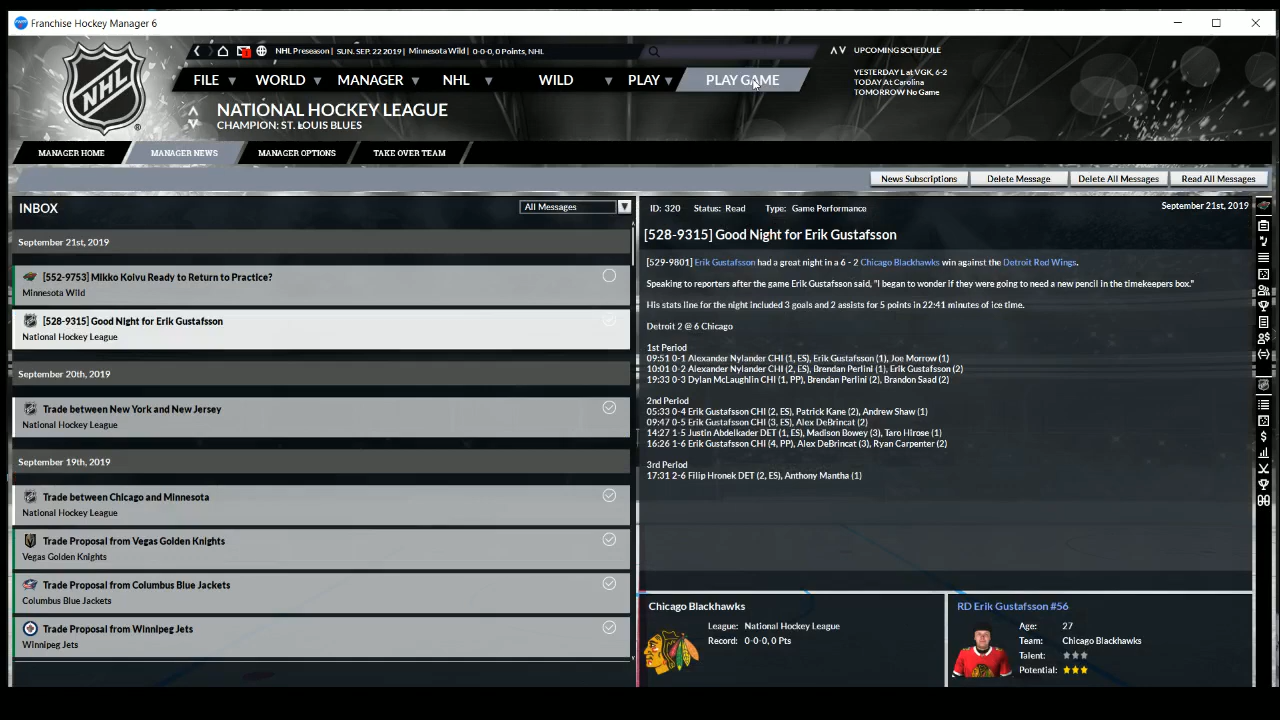 Franchise Hockey Manager 6
NHL Preseason | SUN. SEP. 22 2019 | Minnesota Wild | 0-0-0, 0 Points, NHL
FILE WORLD MANAGER NHL WILD PLAY PLAY GAME
UPCOMING SCHEDULE
YESTERDAY L at VGK, 6-2
TODAY At Carolina
TOMORROW No Game
NHL
NATIONAL HOCKEY LEAGUE
CHAMPION: ST. LOUIS BLUES
MANAGER HOME MANAGER NEWS MANAGER OPTIONS TAKE OVER TEAM
News Subscriptions Delete Message Delete All Messages Read All Messages
INBOX
All Messages
September 21st, 2019
[552-9753] Mikko Koivu Ready to Return to Practice?
Minnesota Wild
[528-9315] Good Night for Erik Gustafsson
National Hockey League
September 20th, 2019
Trade between New York and New Jersey
National Hockey League
September 19th, 2019
Trade between Chicago and Minnesota
National Hockey League
Trade Proposal from Vegas Golden Knights
Vegas Golden Knights
Trade Proposal from Columbus Blue Jackets
Columbus Blue Jackets
Trade Proposal from Winnipeg Jets
Winnipeg Jets
ID: 320 Status: Read Type: Game Performance
September 21st, 2019
[528-9315] Good Night for Erik Gustafsson
[529-9801] Erik Gustafsson had a great night in a 6 - 2 Chicago Blackhawks win against the Detroit Red Wings.
Speaking to reporters after the game Erik Gustafsson said, "I began to wonder if they were going to need a new pencil in the timekeepers box."
His stats line for the night included 3 goals and 2 assists for 5 points in 22:41 minutes of ice time.
Detroit 2 @ 6 Chicago
1st Period
09:51 0-1 Alexander Nylander CHI (1, ES), Erik Gustafsson (1), Joe Morrow (1)
10:01 0-2 Alexander Nylander CHI (2, ES), Brendan Perlini (1), Erik Gustafsson (2)
19:33 0-3 Dylan McLaughlin CHI (1, PP), Brendan Perlini (2), Brandon Saad (2)
2nd Period
05:33 0-4 Erik Gustafsson CHI (2, ES), Patrick Kane (2), Andrew Shaw (1)
09:47 0-5 Erik Gustafsson CHI (3, ES), Alex DeBrincat (2)
14:27 1-5 Justin Abdelkader DET (1, ES), Madison Bowey (3), Taro Hirose (1)
16:26 1-6 Erik Gustafsson CHI (4, PP), Alex DeBrincat (3), Ryan Carpenter (2)
3rd Period
17:31 2-6 Filip Hronek DET (2, ES), Anthony Mantha (1)
Chicago Blackhawks
League: National Hockey League
Record: 0-0-0, 0 Pts
RD Erik Gustafsson #56
Age: 27
Team: Chicago Blackhawks
Talent:
Potential: